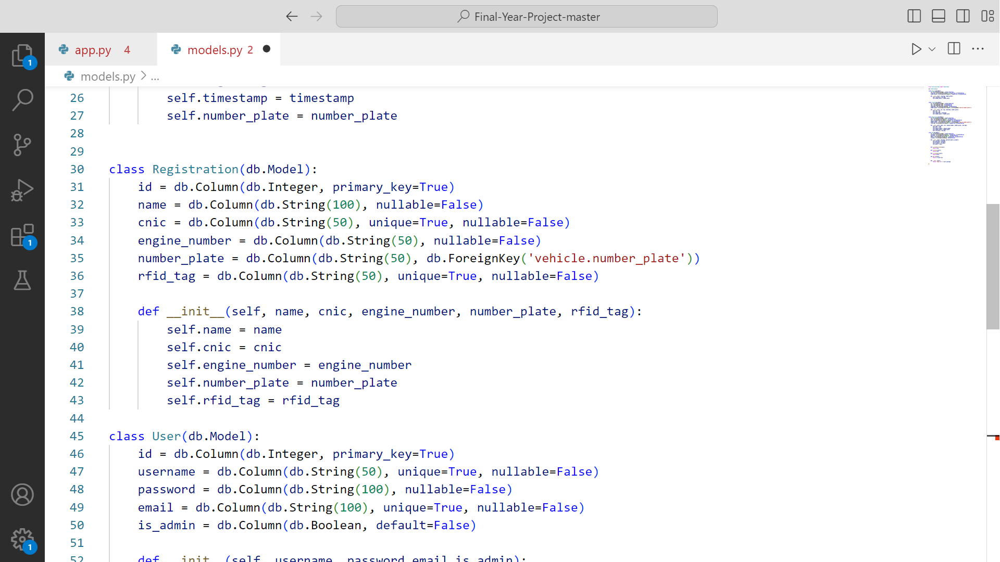 Final-Year-Project-master
app.py 4
models.py 2
models.py > ...
26 self.timestamp = timestamp
27 self.number_plate = number_plate
28
29
30 class Registration(db.Model):
31 id = db.Column(db.Integer, primary_key=True)
32 name = db.Column(db.String(100), nullable=False)
33 cnic = db.Column(db.String(50), unique=True, nullable=False)
34 engine_number = db.Column(db.String(50), nullable=False)
35 number_plate = db.Column(db.String(50), db.ForeignKey('vehicle.number_plate'))
36 rfid_tag = db.Column(db.String(50), unique=True, nullable=False)
37
38 def __init__(self, name, cnic, engine_number, number_plate, rfid_tag):
39 self.name = name
40 self.cnic = cnic
41 self.engine_number = engine_number
42 self.number_plate = number_plate
43 self.rfid_tag = rfid_tag
44
45 class User(db.Model):
46 id = db.Column(db.Integer, primary_key=True)
47 username = db.Column(db.String(50), unique=True, nullable=False)
48 password = db.Column(db.String(100), nullable=False)
49 email = db.Column(db.String(100), unique=True, nullable=False)
50 is_admin = db.Column(db.Boolean, default=False)
51
52 def __init__(self, username, password,email,is_admin):
1
1
1